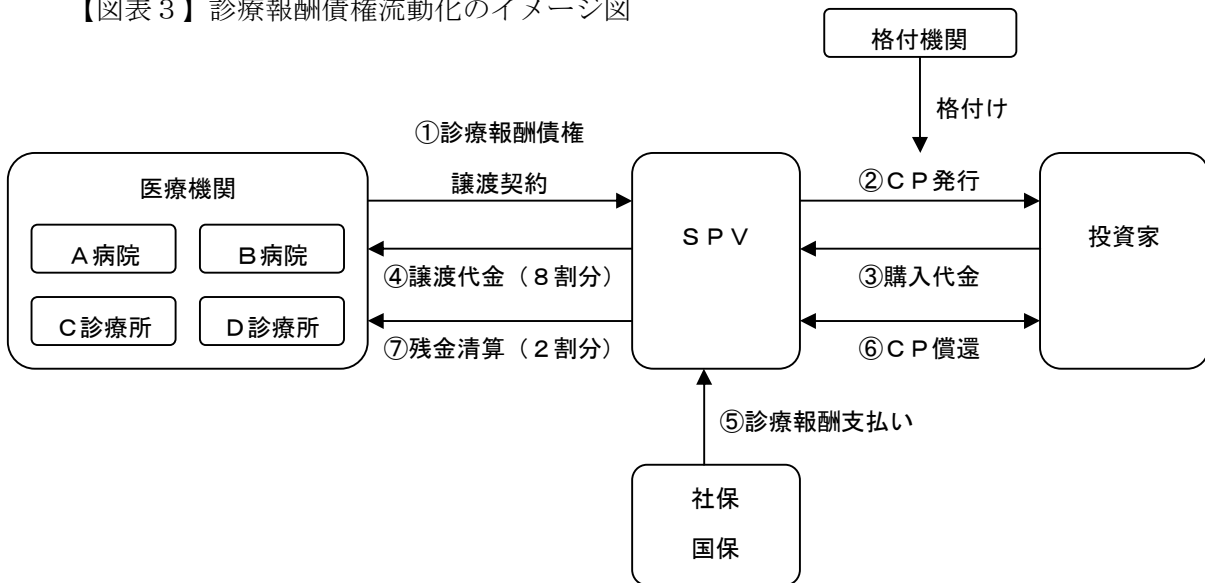 【図表3】診療報酬債権流動化のイメージ図
格付機関
格付け
①診療報酬債権
譲渡契約
医療機関
A病院
B病院
C診療所
D診療所
④譲渡代金（8割分）
⑦残金清算（2割分）
SPV
②CP発行
③購入代金
⑥CP償還
投資家
⑤診療報酬支払い
社保
国保